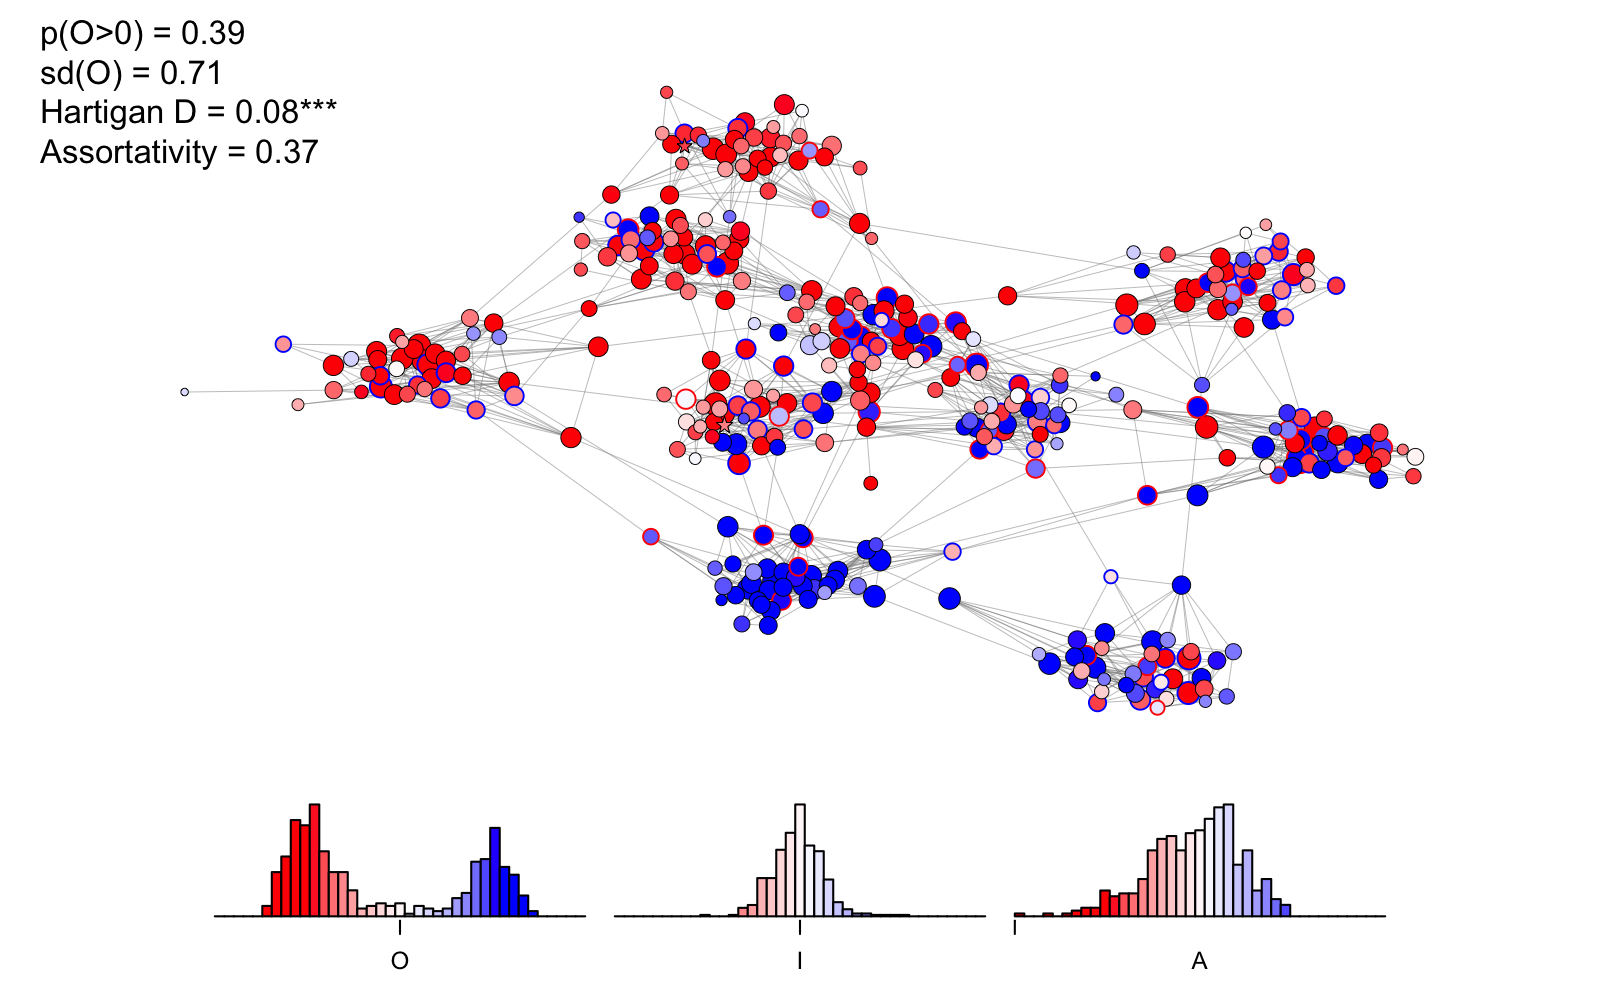 p(O>0) = 0.39
sd(O) = 0.71
Hartigan D = 0.08***
Assortativity = 0.37
O
I
A